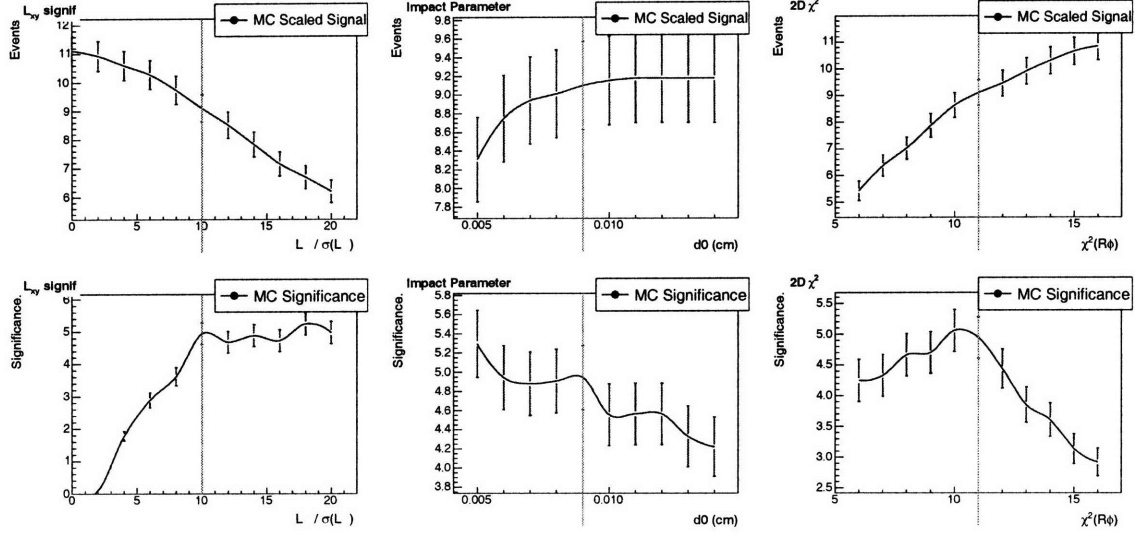 L_xy signif
MC Scaled Signal
Events
12
11
10
9
8
7
6
0 5 10 15 20
L / σ(L )
Impact Parameter
MC Scaled Signal
Events
9.8
9.6
9.4
9.2
9.0
8.8
8.6
8.4
8.2
8.0
7.8
0.005 0.010
d0 (cm)
2D χ²
MC Scaled Signal
Events
11
10
9
8
7
6
5
5 10 15
χ²(Rϕ)
L_xy signif
MC Significance
Significance.
6
5
4
3
2
1
0
0 5 10 15 20
L / σ(L )
Impact Parameter
MC Significance
Significance.
5.8
5.6
5.4
5.2
5.0
4.8
4.6
4.4
4.2
4.0
3.8
0.005 0.010
d0 (cm)
2D χ²
MC Significance
Significance.
5.5
5.0
4.5
4.0
3.5
3.0
2.5
5 10 15
χ²(Rϕ)